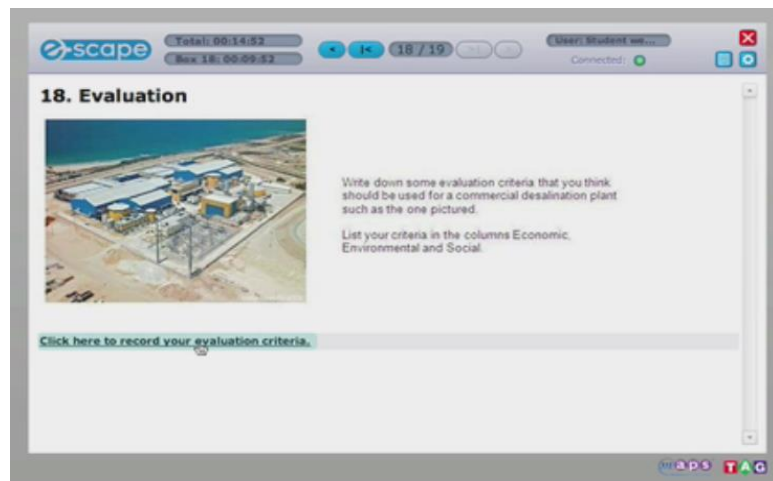 e-scape
Total: 00:14:52
Box 18: 00:09:52
< |< 18 / 19
User: Student we...
Connected:
18. Evaluation
Write down some evaluation criteria that you think
should be used for a commercial desalination plant
such as the one pictured.
List your criteria in the columns Economic,
Environmental and Social.
Click here to record your evaluation criteria.
maps TAG